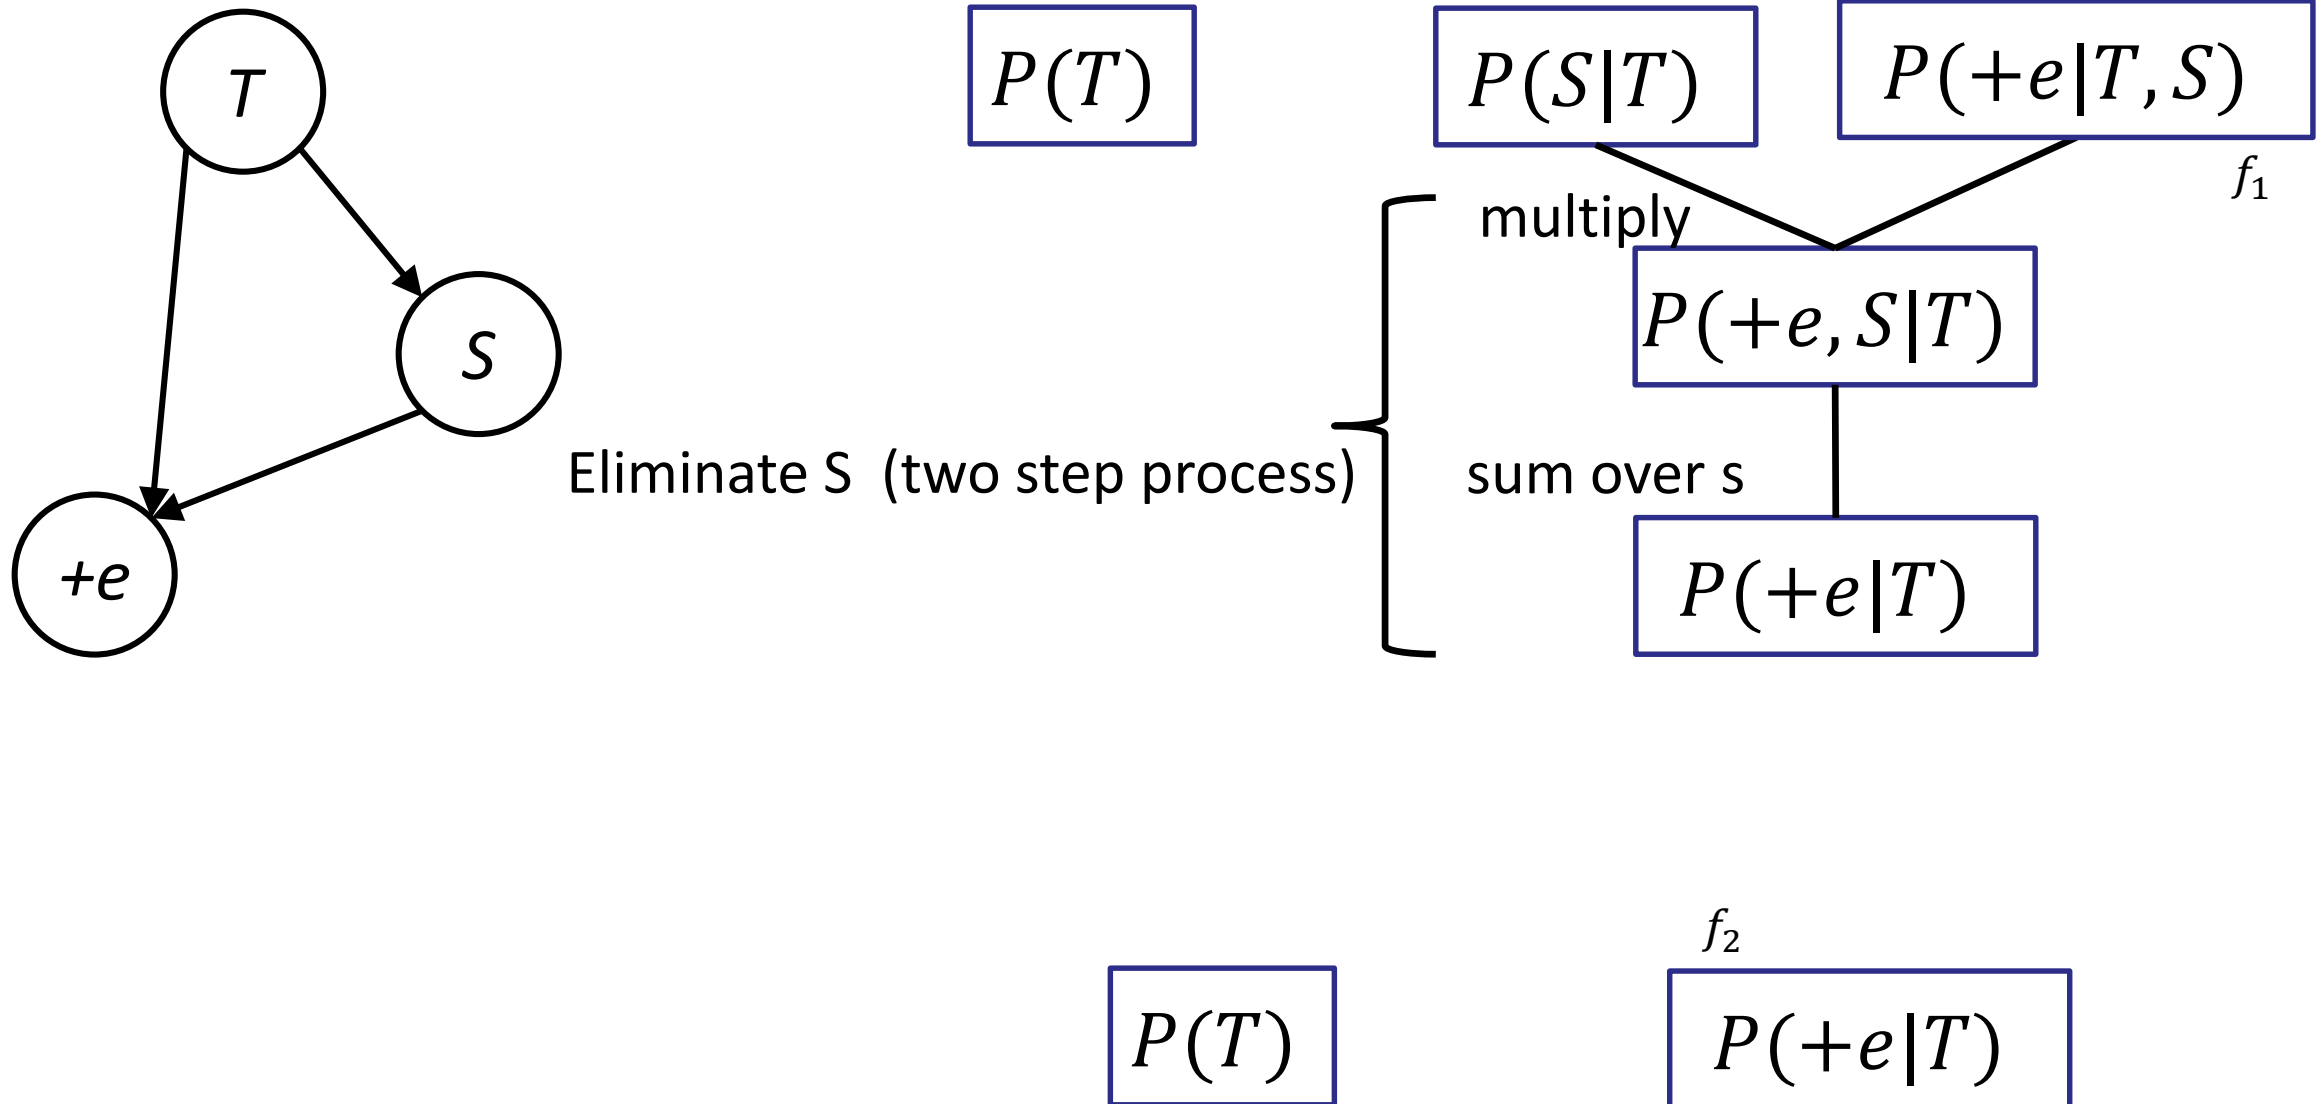 T
S
+e
P(T)
P(S|T)
P(+e|T, S)
f₁
multiply
P(+e, S|T)
Eliminate S (two step process)
sum over s
P(+e|T)
f₂
P(T)
P(+e|T)